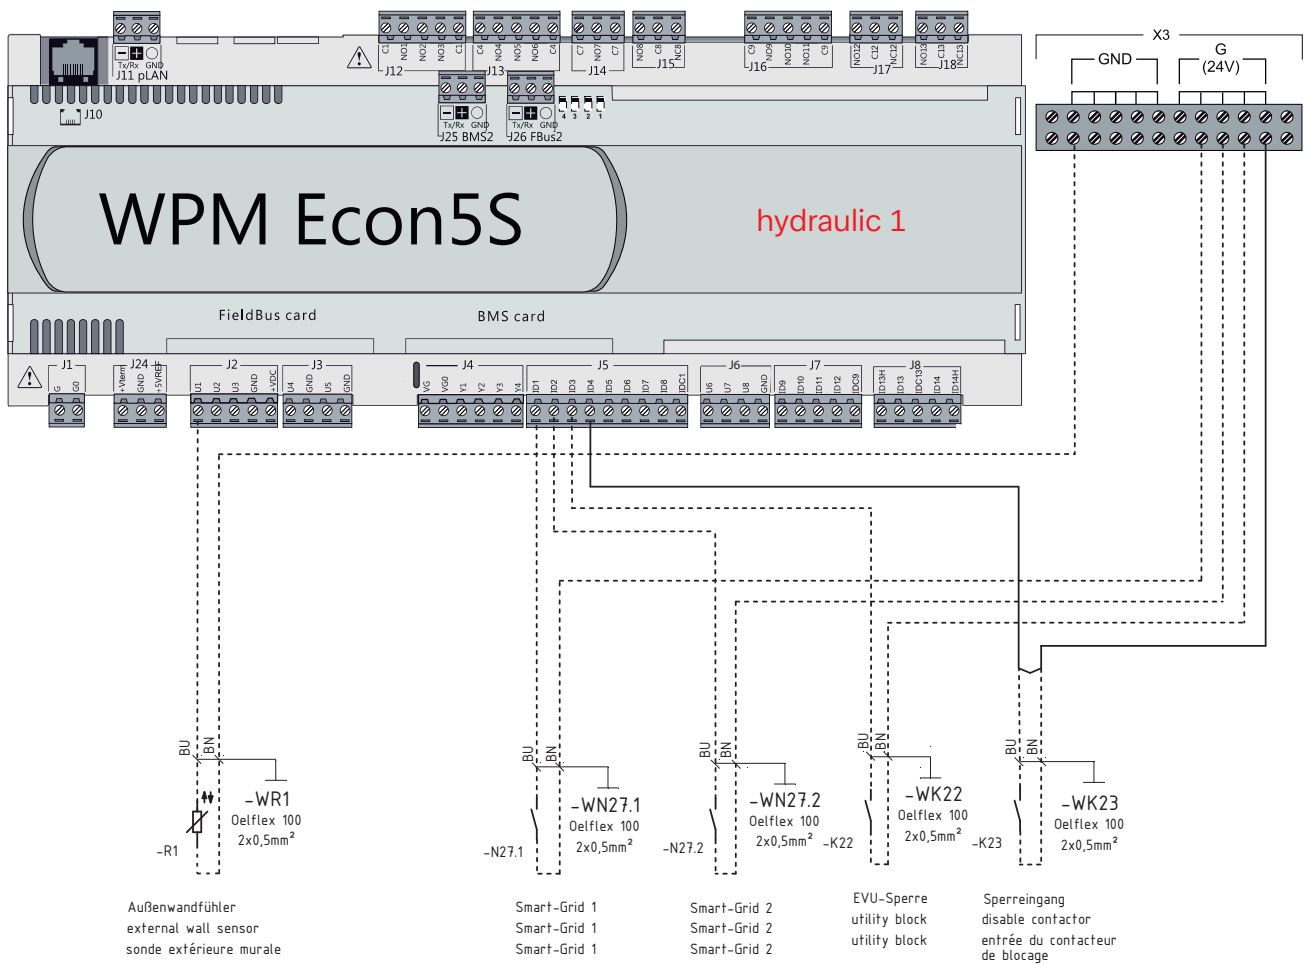 X3
GND
G
(24V)
Tx/Rx GND
J11 pLAN
C1 NO1 NO2 NO3 C1
J12
C4 NO4 NO5 NO6 C4
J13
C7 NO7 C7
J14
NO8 C8 NC8
J15
C9 NO9 NO10 NO11 C9
J16
NO12 C12 NC12
J17
NO13 C13 NC13
J18
J10
Tx/Rx GND
J25 BMS2
Tx/Rx GND
J26 FBus2
4 3 2 1
WPM Econ5S
hydraulic 1
FieldBus card
BMS card
J1
G G0
J24
+Vterm GND +5VREF
J2
U1 U2 U3 GND +VDC
J3
U4 GND U5 GND
J4
VG VG0 Y1 Y2 Y3 Y4
J5
ID1 ID2 ID3 ID4 ID5 ID6 ID7 ID8 IDC1
J6
U6 U7 U8 GND
J7
ID9 ID10 ID11 ID12 IDC9
J8
ID13H ID13 IDC13 ID14 ID14H
BU BN
-WR1
Oelflex 100
2x0,5mm²
-R1
BU BN
-WN27.1
Oelflex 100
2x0,5mm²
-N27.1
BU BN
-WN27.2
Oelflex 100
2x0,5mm²
-N27.2
BU BN
-WK22
Oelflex 100
2x0,5mm²
-K22
BU BN
-WK23
Oelflex 100
2x0,5mm²
-K23
Außenwandfühler
external wall sensor
sonde extérieure murale
Smart-Grid 1
Smart-Grid 1
Smart-Grid 1
Smart-Grid 2
Smart-Grid 2
Smart-Grid 2
EVU-Sperre
utility block
utility block
Sperreingang
disable contactor
entrée du contacteur
de blocage